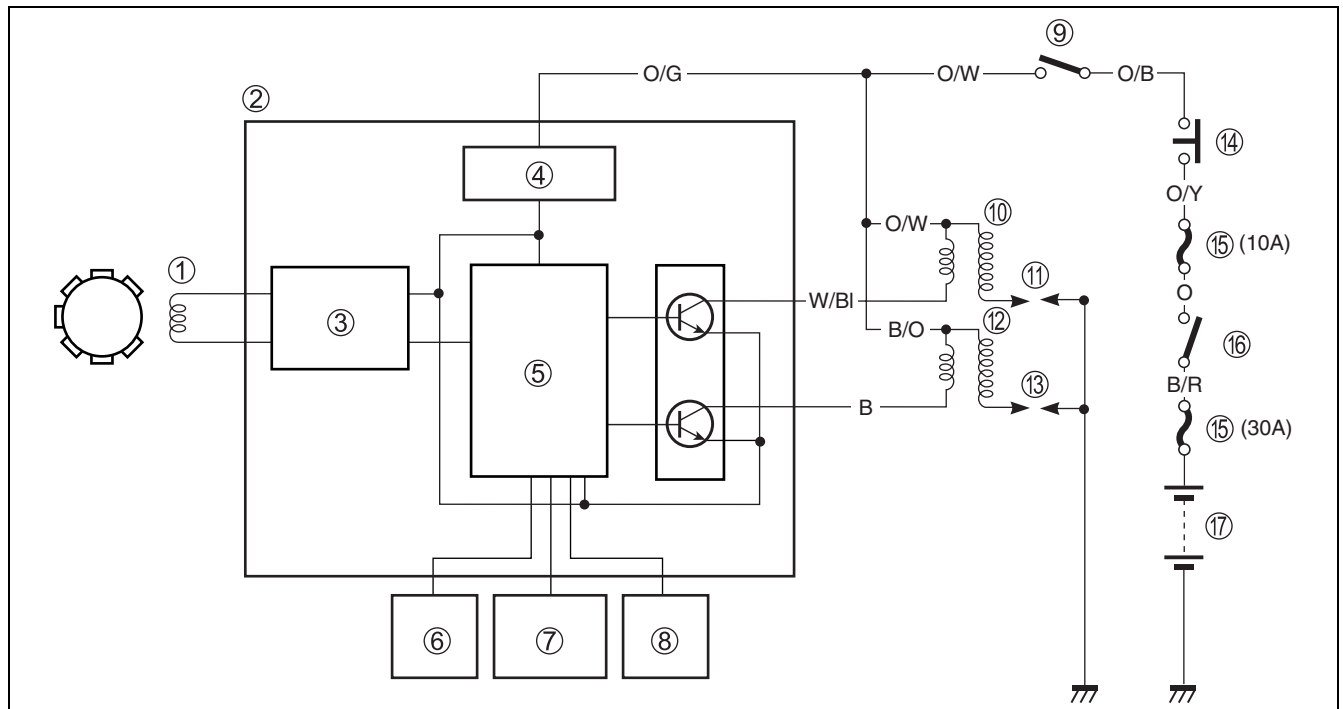 ⑨
O/G O/W O/B
②
⑭
④
O/Y
O/W ⑩
① ⑮ (10A)
⑪
③ W/Bl O
⑫
B/O
⑯
⑤ ⑬
B/R
B
⑮ (30A)
⑰
⑥ ⑦ ⑧